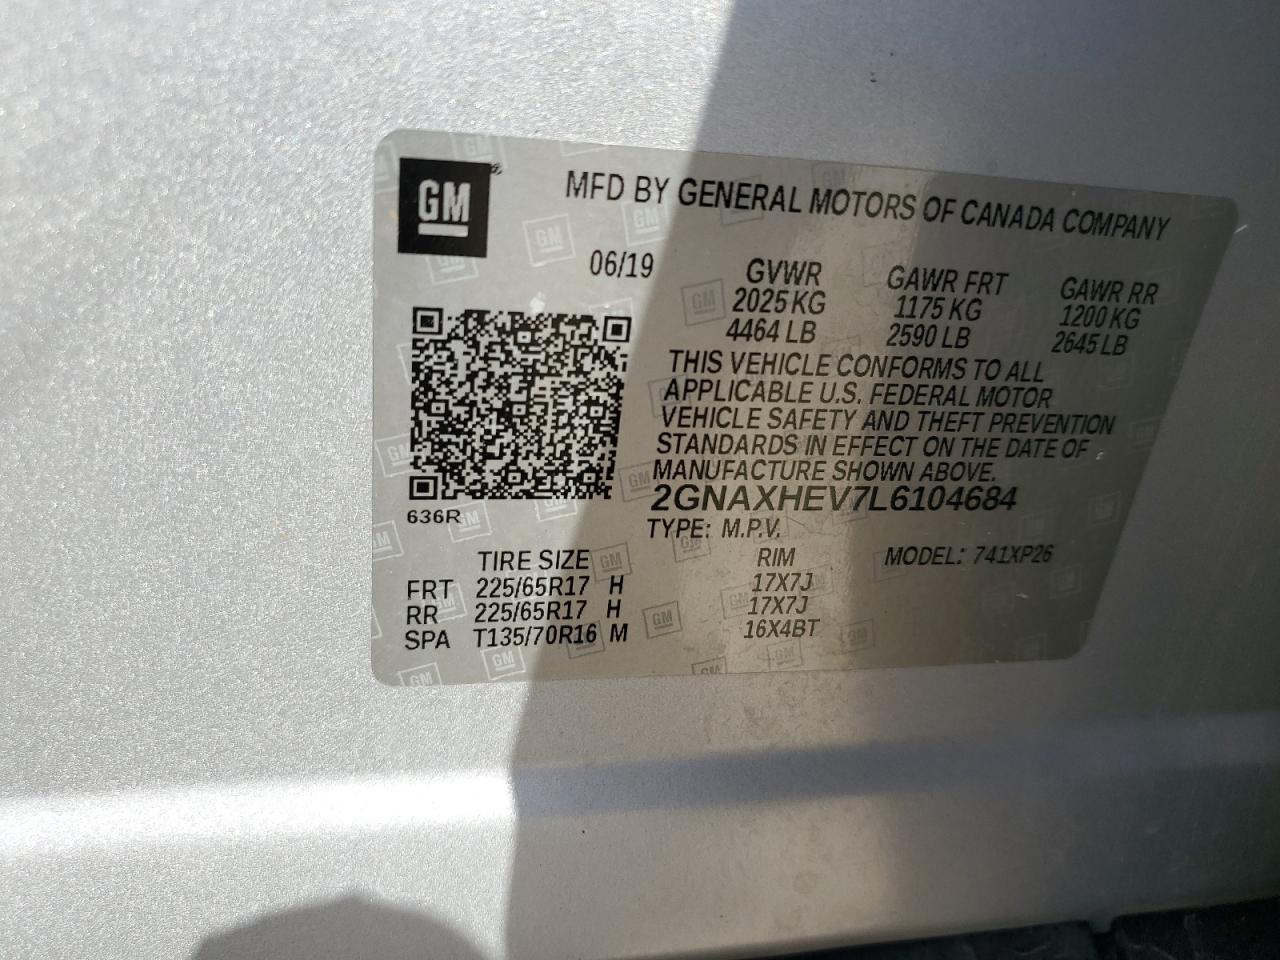 GM
MFD BY GENERAL MOTORS OF CANADA COMPANY
06/19
GVWR GAWR FRT GAWR RR
2025 KG 1175 KG 1200 KG
4464 LB 2590 LB 2645 LB
THIS VEHICLE CONFORMS TO ALL
APPLICABLE U.S. FEDERAL MOTOR
VEHICLE SAFETY AND THEFT PREVENTION
STANDARDS IN EFFECT ON THE DATE OF
MANUFACTURE SHOWN ABOVE.
2GNAXHEV7L6104684
636R
TYPE: M.P.V.
TIRE SIZE RIM MODEL: 741XP26
FRT 225/65R17 H 17X7J
RR 225/65R17 H 17X7J
SPA T135/70R16 M 16X4BT